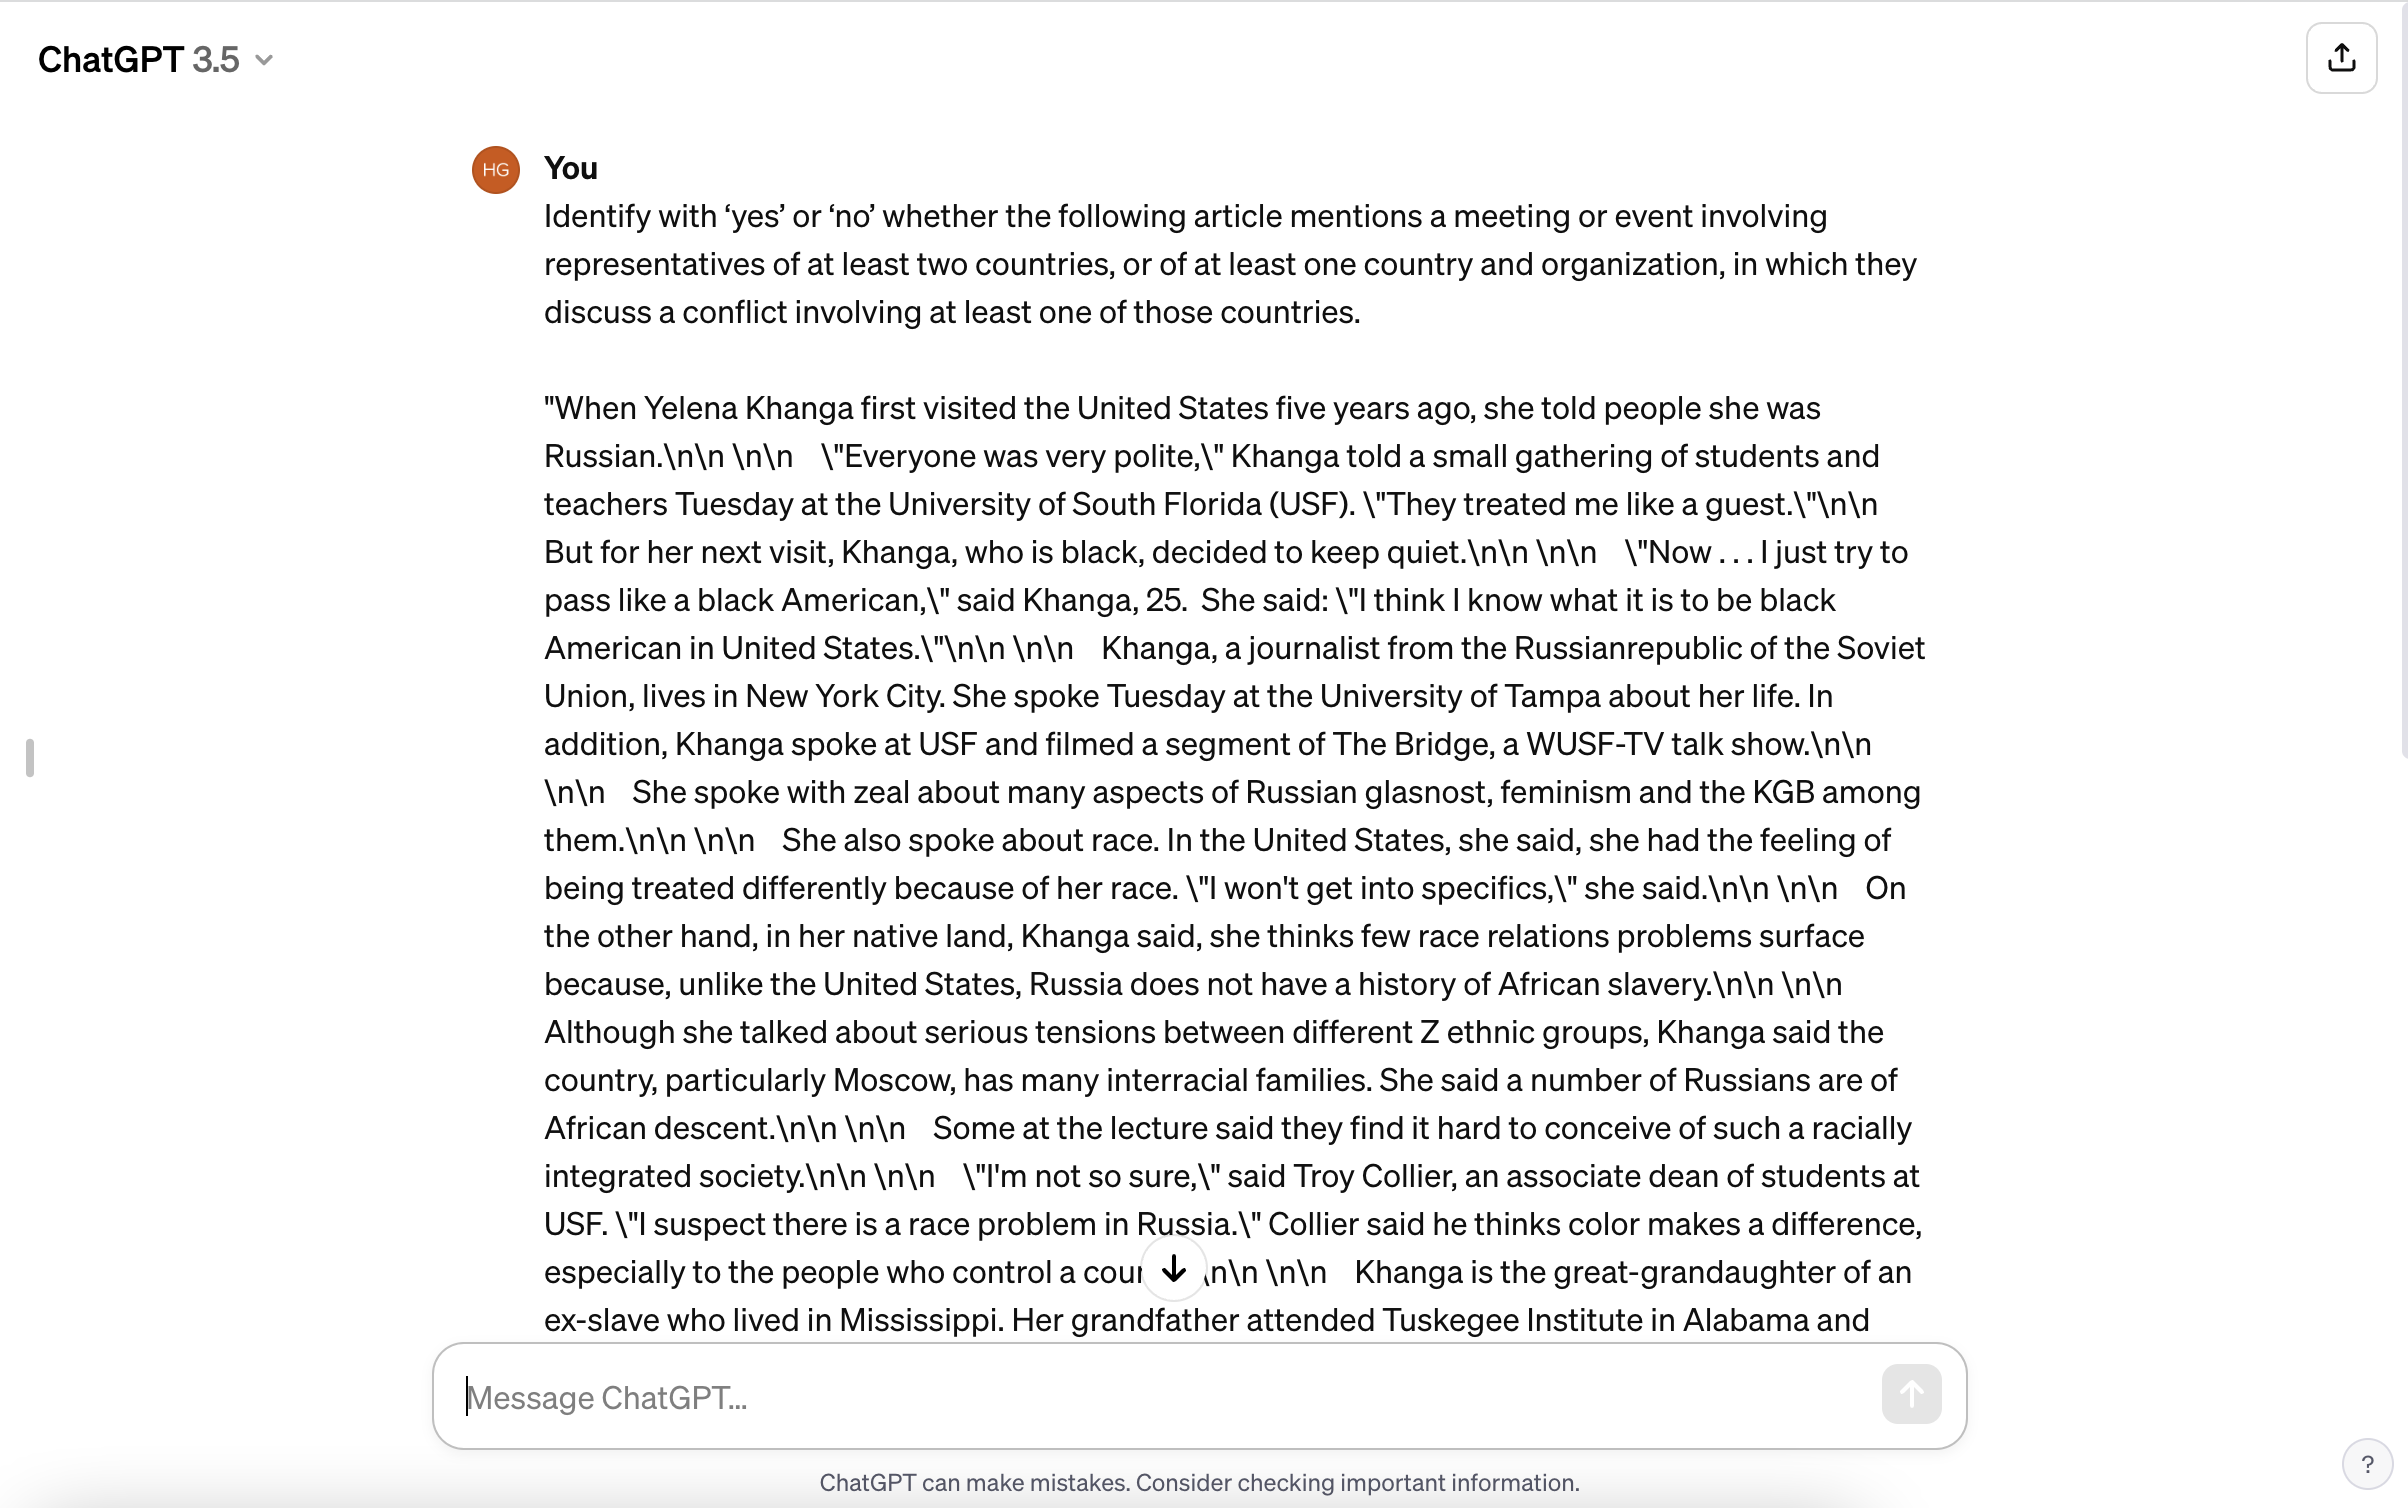 ChatGPT 3.5
HG
You
Identify with ‘yes’ or ‘no’ whether the following article mentions a meeting or event involving
representatives of at least two countries, or of at least one country and organization, in which they
discuss a conflict involving at least one of those countries.
"When Yelena Khanga first visited the United States five years ago, she told people she was
Russian.\n\n \n\n    \"Everyone was very polite,\" Khanga told a small gathering of students and
teachers Tuesday at the University of South Florida (USF). \"They treated me like a guest.\"\n\n
But for her next visit, Khanga, who is black, decided to keep quiet.\n\n \n\n    \"Now . . . I just try to
pass like a black American,\" said Khanga, 25.  She said: \"I think I know what it is to be black
American in United States.\"\n\n \n\n    Khanga, a journalist from the Russianrepublic of the Soviet
Union, lives in New York City. She spoke Tuesday at the University of Tampa about her life. In
addition, Khanga spoke at USF and filmed a segment of The Bridge, a WUSF-TV talk show.\n\n
\n\n    She spoke with zeal about many aspects of Russian glasnost, feminism and the KGB among
them.\n\n \n\n    She also spoke about race. In the United States, she said, she had the feeling of
being treated differently because of her race. \"I won't get into specifics,\" she said.\n\n \n\n    On
the other hand, in her native land, Khanga said, she thinks few race relations problems surface
because, unlike the United States, Russia does not have a history of African slavery.\n\n \n\n
Although she talked about serious tensions between different Z ethnic groups, Khanga said the
country, particularly Moscow, has many interracial families. She said a number of Russians are of
African descent.\n\n \n\n    Some at the lecture said they find it hard to conceive of such a racially
integrated society.\n\n \n\n    \"I'm not so sure,\" said Troy Collier, an associate dean of students at
USF. \"I suspect there is a race problem in Russia.\" Collier said he thinks color makes a difference,
especially to the people who control a cour \n\n \n\n    Khanga is the great-grandaughter of an
ex-slave who lived in Mississippi. Her grandfather attended Tuskegee Institute in Alabama and
Message ChatGPT...
ChatGPT can make mistakes. Consider checking important information.
?